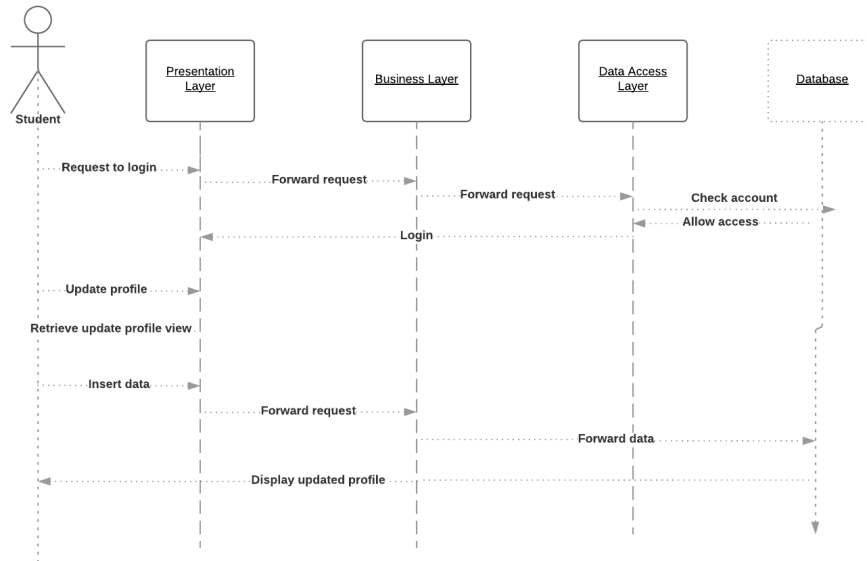 Presentation
Layer
Business Layer
Data Access
Layer
Database
Student
Request to login
Forward request
Forward request
Check account
Allow access
Login
Update profile
Retrieve update profile view
Insert data
Forward request
Forward data
Display updated profile